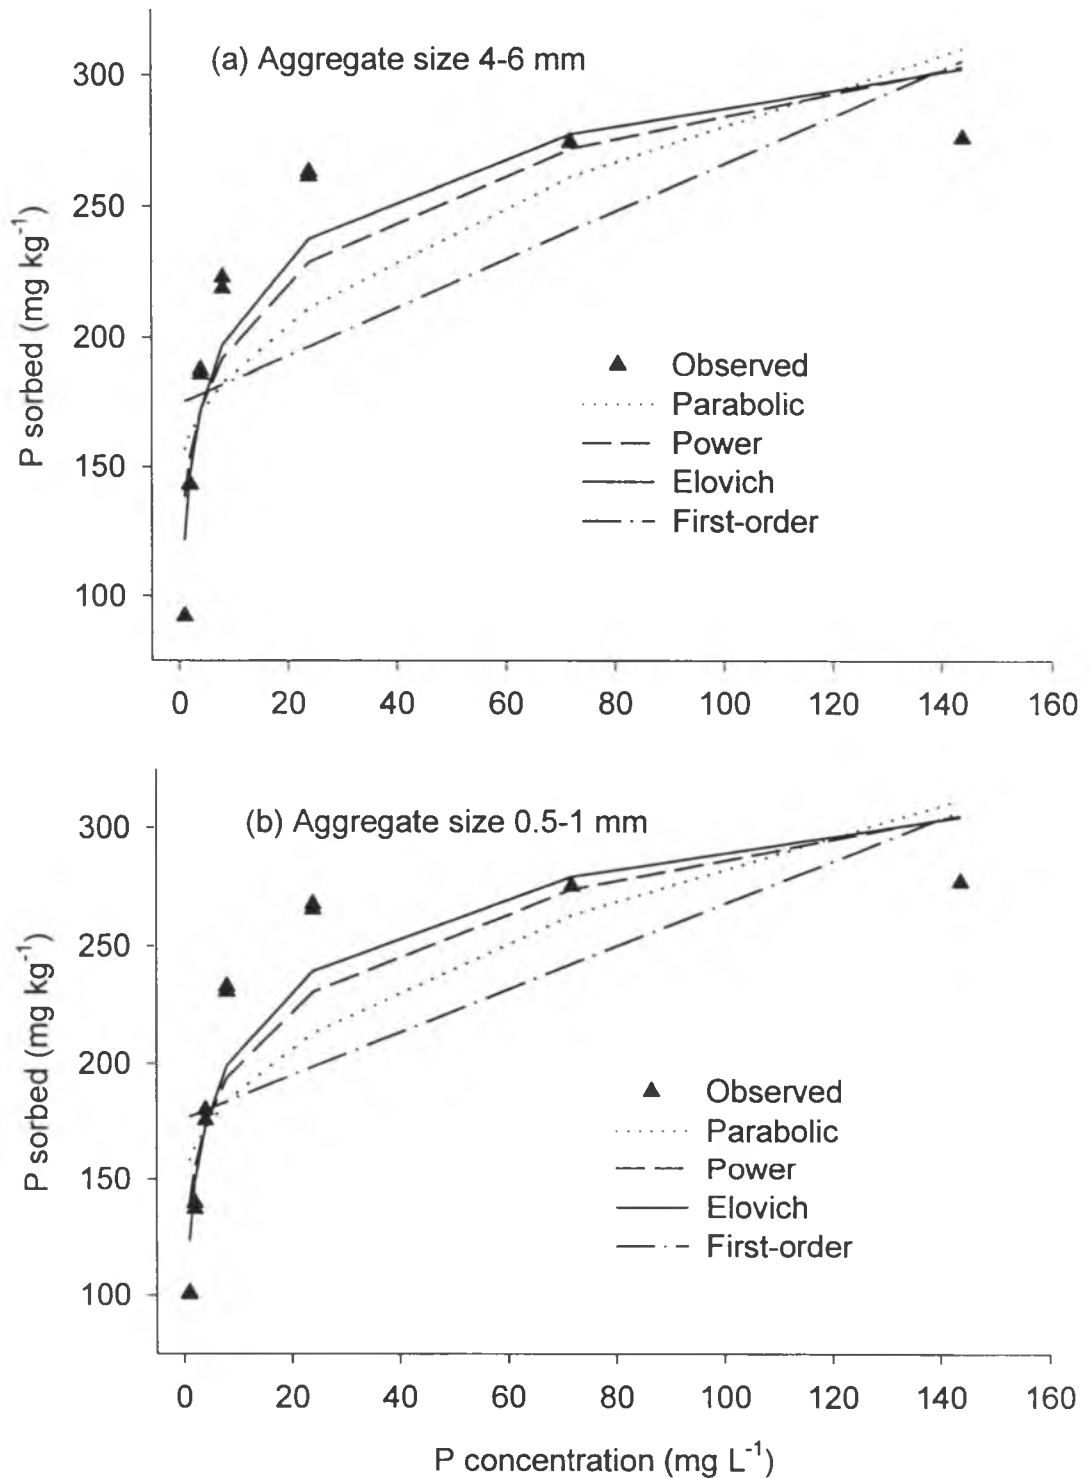 (a) Aggregate size 4-6 mm
300
250
200
150
100
P sorbed (mg kg⁻¹)
Observed
Parabolic
Power
Elovich
First-order
0 20 40 60 80 100 120 140 160
(b) Aggregate size 0.5-1 mm
300
250
200
150
100
P sorbed (mg kg⁻¹)
Observed
Parabolic
Power
Elovich
First-order
0 20 40 60 80 100 120 140 160
P concentration (mg L⁻¹)